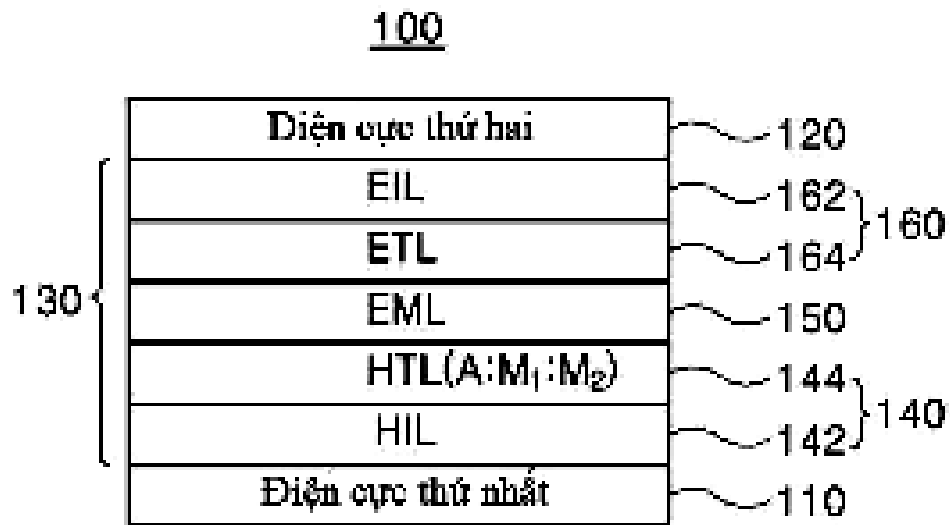 100
Điện cực thứ hai 120
EIL 162
160
ETL 164
130
EML 150
HTL(A:M₁:M₂) 144
140
HIL 142
Điện cực thứ nhất 110